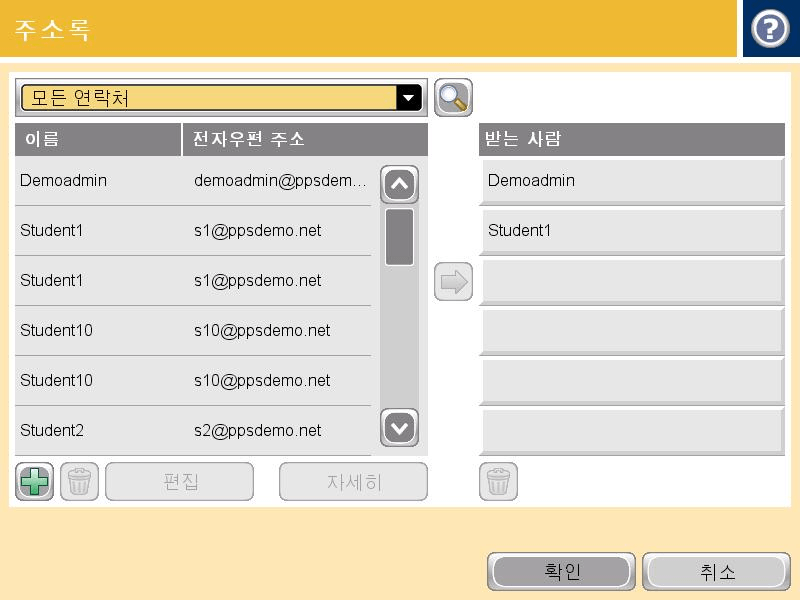 주소록
?
모든 연락처
이름 전자우편 주소 받는 사람
Demoadmin demoadmin@ppsdem... Demoadmin
Student1 s1@ppsdemo.net Student1
Student1 s1@ppsdemo.net
Student10 s10@ppsdemo.net
Student10 s10@ppsdemo.net
Student2 s2@ppsdemo.net
편집 자세히
확인 취소